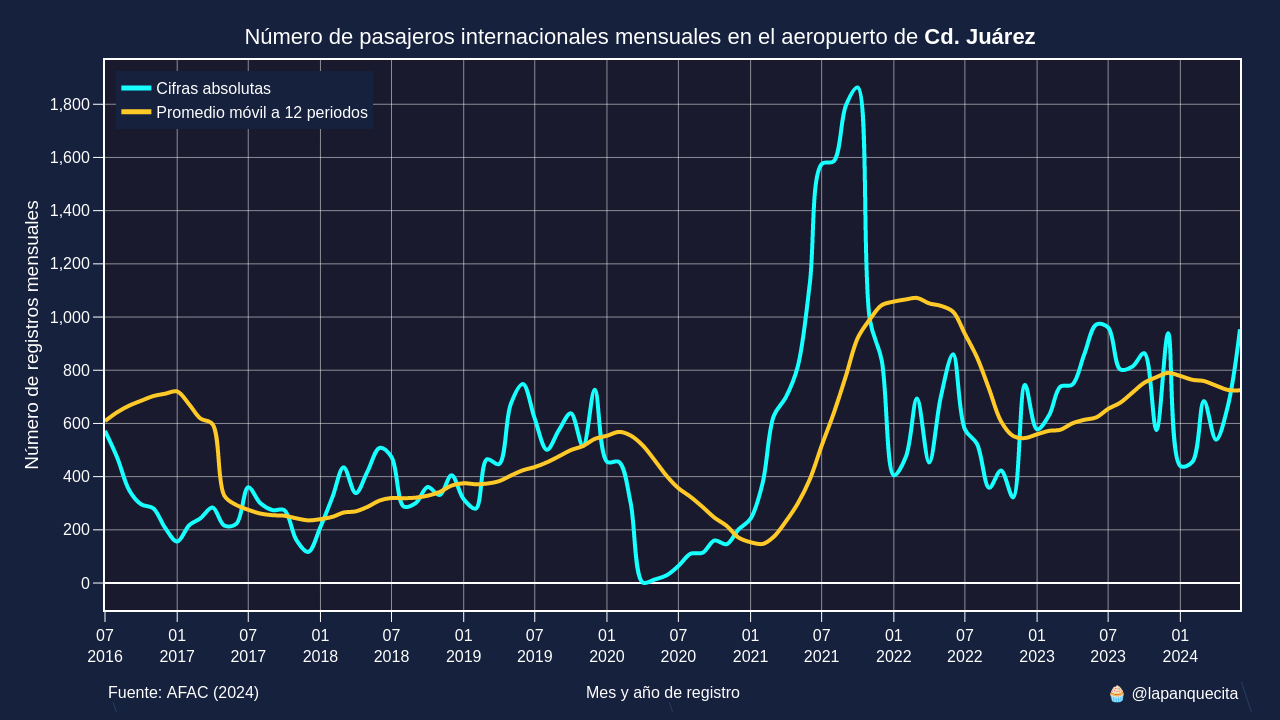 Número de pasajeros internacionales mensuales en el aeropuerto de Cd. Juárez
Cifras absolutas
Promedio móvil a 12 periodos
Número de registros mensuales
1,800
1,600
1,400
1,200
1,000
800
600
400
200
0
07 01 07 01 07 01 07 01 07 01 07 01 07 01 07 01
2016 2017 2017 2018 2018 2019 2019 2020 2020 2021 2021 2022 2022 2023 2023 2024
Fuente: AFAC (2024)
Mes y año de registro
🧁 @lapanquecita